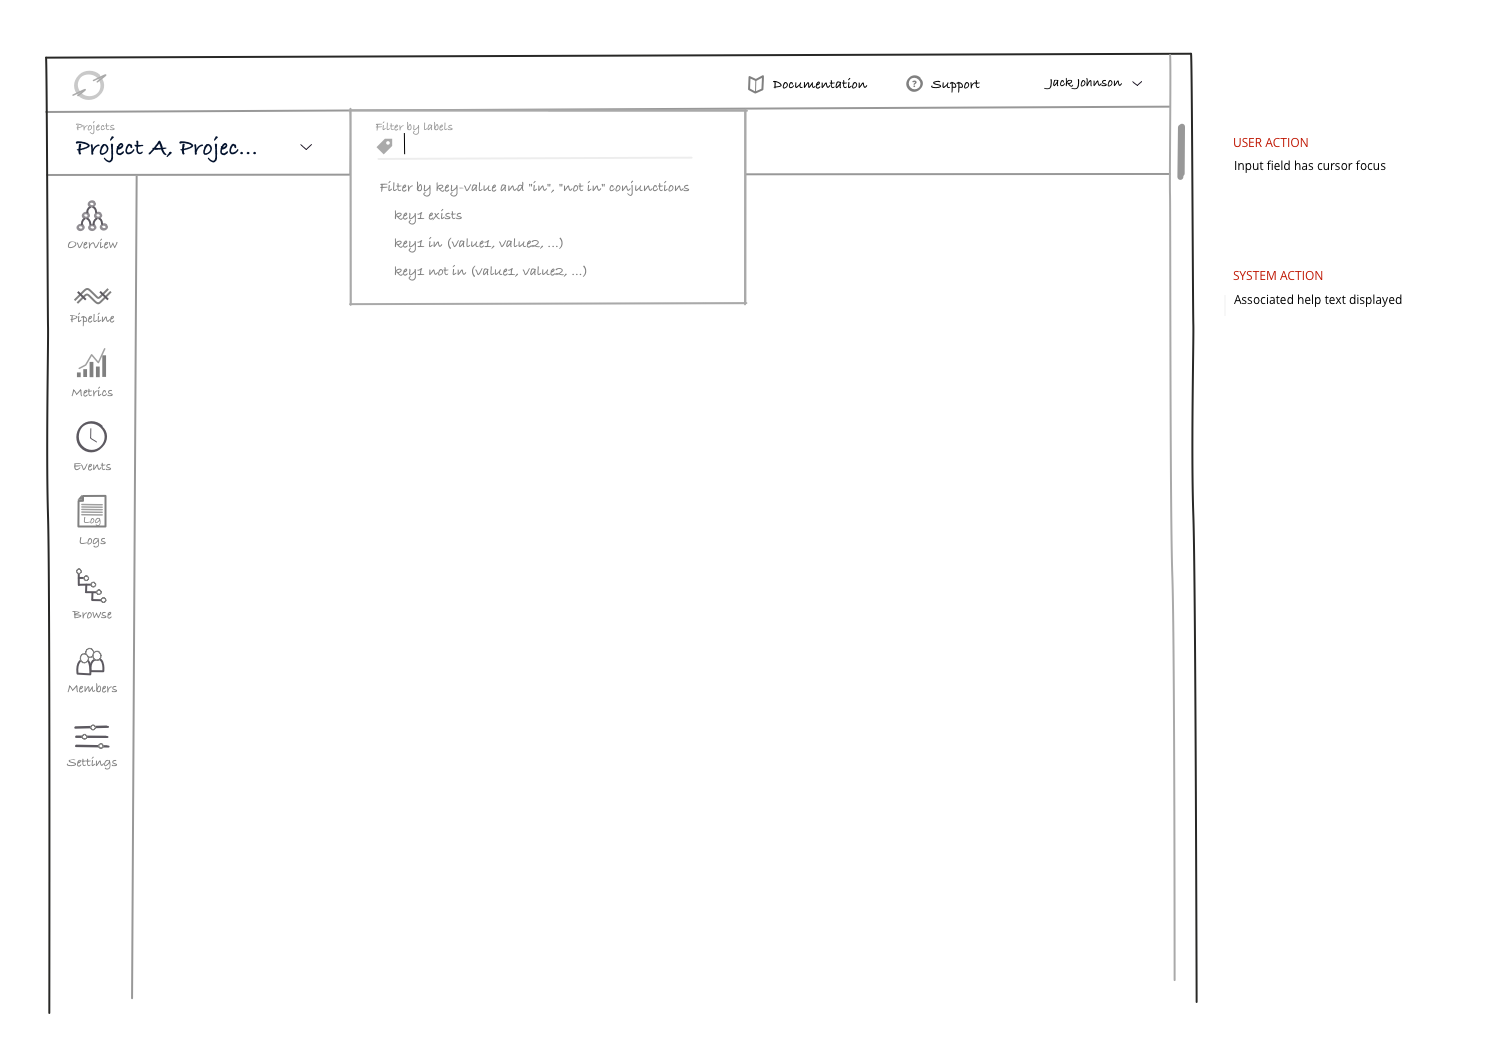 Documentation
Support
Jack Johnson
Projects
Project A, Projec...
Filter by labels
Filter by key-value and "in", "not in" conjunctions
key1 exists
key1 in (value1, value2, ...)
key1 not in (value1, value2, ...)
Overview
Pipeline
Metrics
Events
Log
Logs
Browse
Members
Settings
USER ACTION
Input field has cursor focus
SYSTEM ACTION
Associated help text displayed